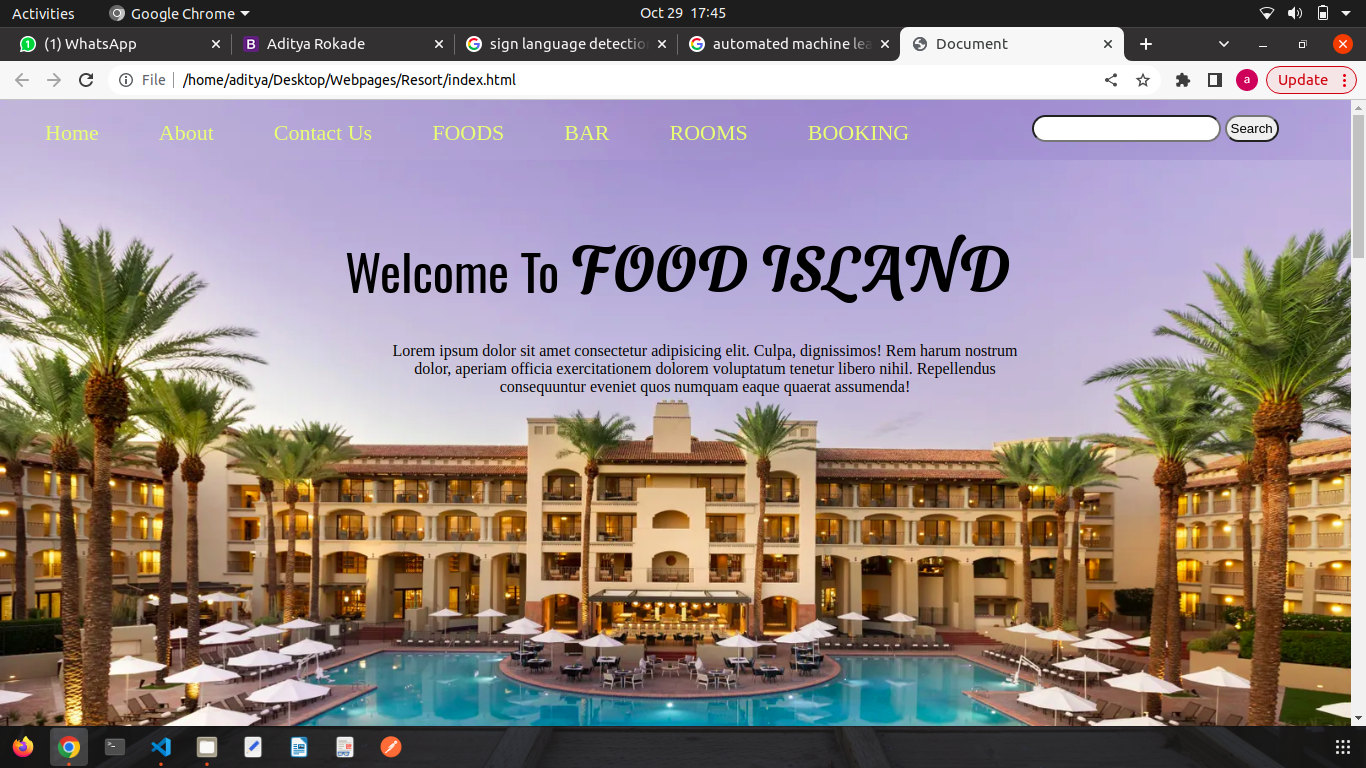 Activities Google Chrome Oct 29 17:45
(1) WhatsApp Aditya Rokade sign language detectio automated machine lea Document
File /home/aditya/Desktop/Webpages/Resort/index.html a Update
Home About Contact Us FOODS BAR ROOMS BOOKING Search
Welcome To FOOD ISLAND
Lorem ipsum dolor sit amet consectetur adipisicing elit. Culpa, dignissimos! Rem harum nostrum
dolor, aperiam officia exercitationem dolorem voluptatum tenetur libero nihil. Repellendus
consequuntur eveniet quos numquam eaque quaerat assumenda!